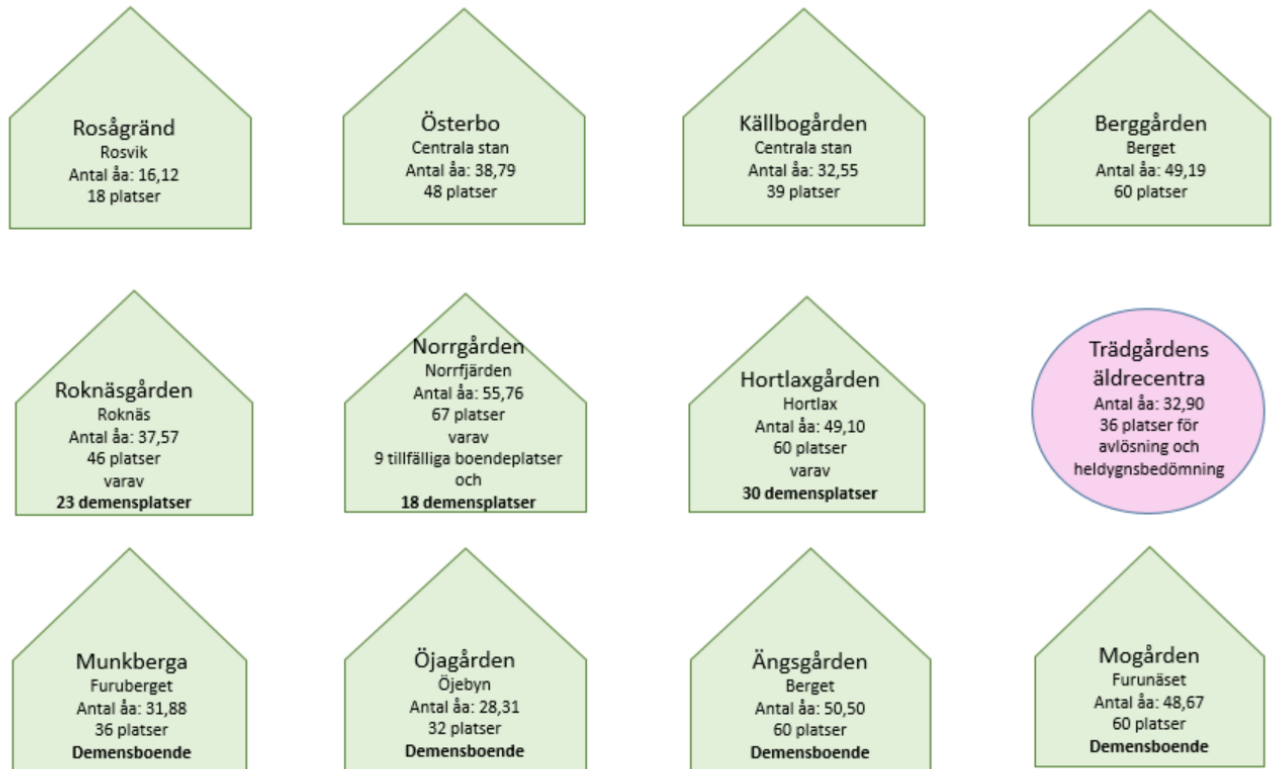 Rosågränd
Rosvik
Antal åa: 16,12
18 platser
Österbo
Centrala stan
Antal åa: 38,79
48 platser
Källbogården
Centrala stan
Antal åa: 32,55
39 platser
Berggården
Berget
Antal åa: 49,19
60 platser
Roknäsgården
Roknäs
Antal åa: 37,57
46 platser
varav
23 demensplatser
Norrgården
Norrfjärden
Antal åa: 55,76
67 platser
varav
9 tillfälliga boendeplatser
och
18 demensplatser
Hortlaxgården
Hortlax
Antal åa: 49,10
60 platser
varav
30 demensplatser
Trädgårdens
äldrecentra
Antal åa: 32,90
36 platser för
avlösning och
heldygnsbedömning
Munkberga
Furuberget
Antal åa: 31,88
36 platser
Demensboende
Öjagården
Öjebyn
Antal åa: 28,31
32 platser
Demensboende
Ängsgården
Berget
Antal åa: 50,50
60 platser
Demensboende
Mogården
Furunäset
Antal åa: 48,67
60 platser
Demensboende